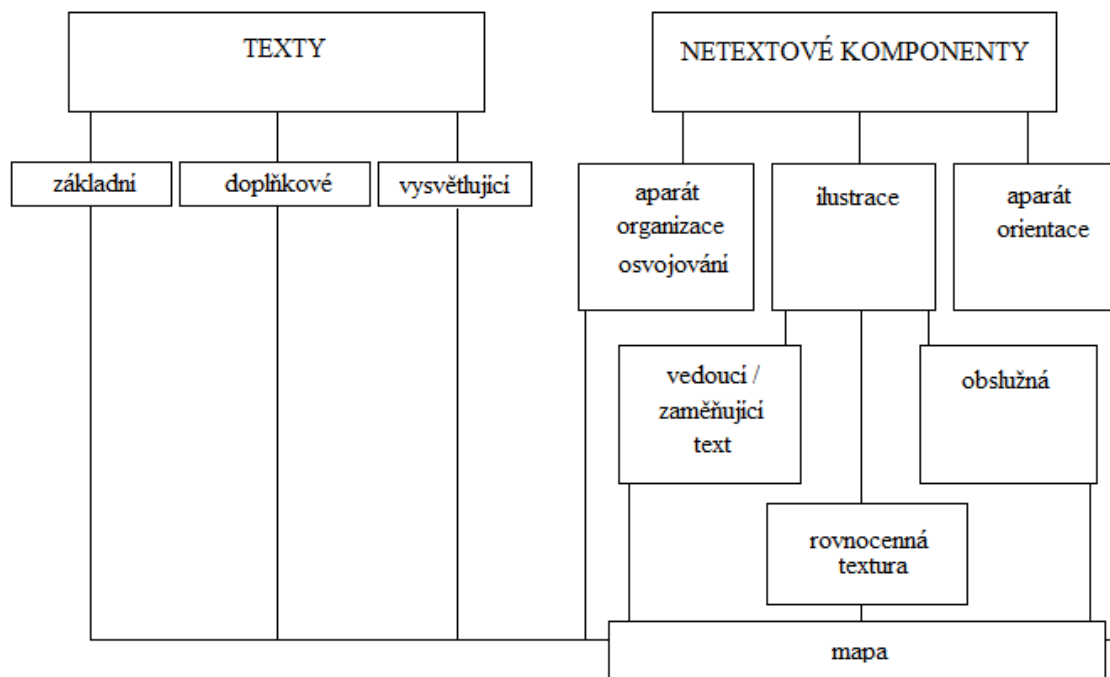 TEXTY
NETEXTOVÉ KOMPONENTY
základní
doplňkové
vysvětlující
aparát
organizace
osvojování
ilustrace
aparát
orientace
vedoucí /
zaměňující
text
obslužná
rovnocenná
textura
mapa